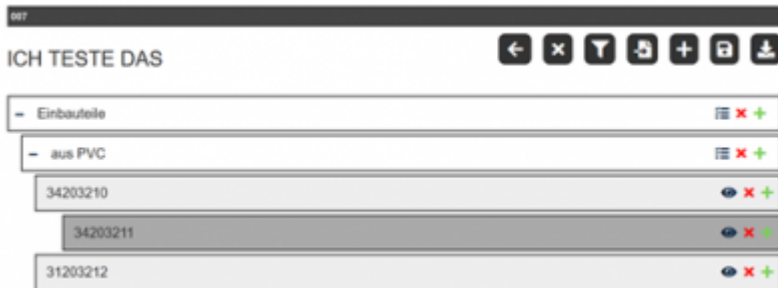 007
ICH TESTE DAS
Einbauteile
aus PVC
34203210
34203211
31203212